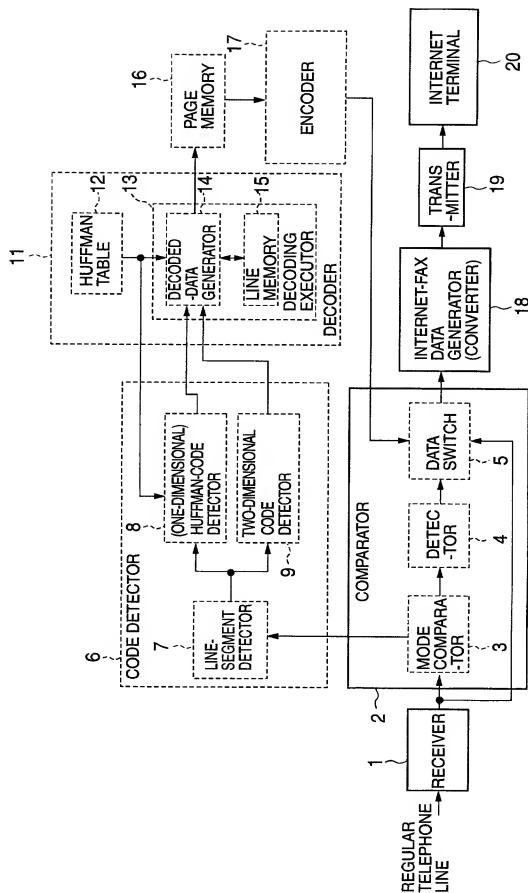 6
CODE DETECTOR
7
LINE-
SEGMENT
DETECTOR
8
(ONE-DIMENSIONAL)
HUFFMAN-CODE
DETECTOR
TWO-DIMENSIONAL
CODE
DETECTOR
9
11
12
HUFFMAN
TABLE
13
14
DECODED
-DATA
GENERATOR
15
LINE
MEMORY
DECODING
EXECUTOR
DECODER
16
PAGE
MEMORY
17
ENCODER
REGULAR
TELEPHONE
LINE
1
RECEIVER
2
COMPARATOR
MODE
COMPARA
-TOR
3
DETEC
-TOR
4
DATA
SWITCH
5
INTERNET-FAX
DATA
GENERATOR
(CONVERTER)
18
TRANS
-MITTER
19
INTERNET
TERMINAL
20